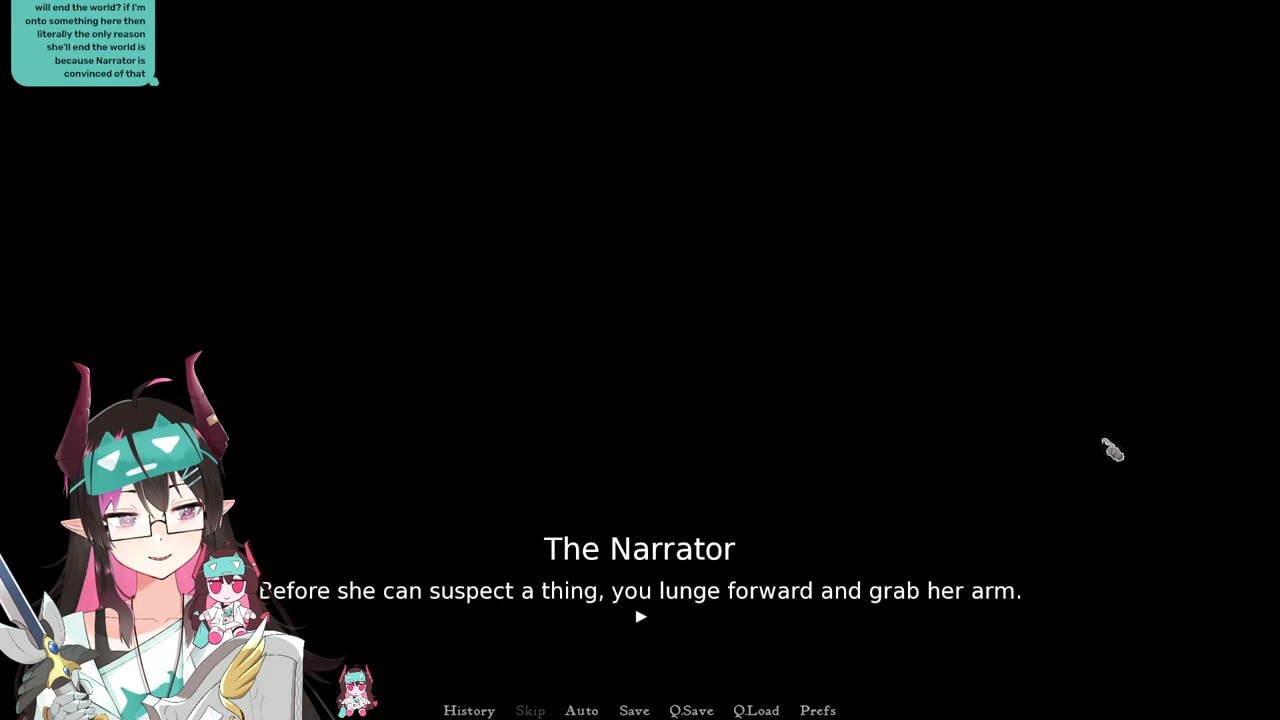 will end the world? if I'm
onto something here then
literally the only reason
she'll end the world is
because Narrator is
convinced of that
The Narrator
Before she can suspect a thing, you lunge forward and grab her arm.
History Skip Auto Save Q.Save Q.Load Prefs